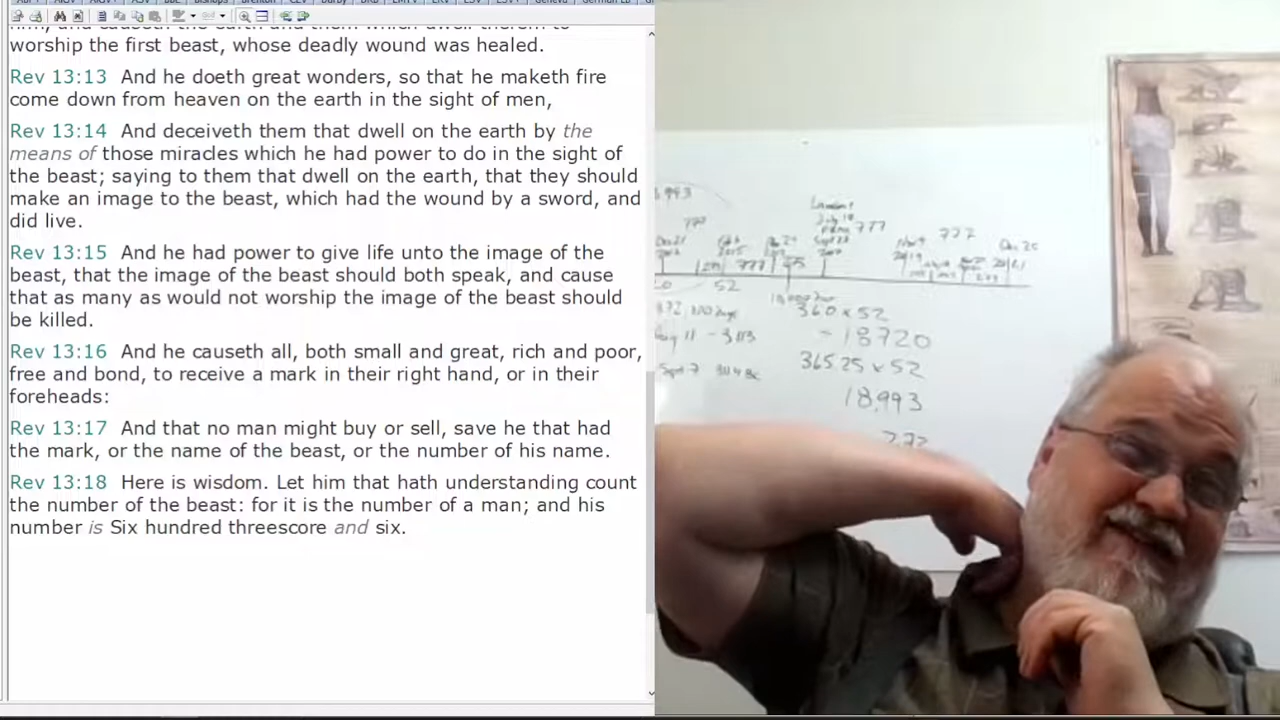 worship the first beast, whose deadly wound was healed.
Rev 13:13 And he doeth great wonders, so that he maketh fire
come down from heaven on the earth in the sight of men,
Rev 13:14 And deceiveth them that dwell on the earth by the
means of those miracles which he had power to do in the sight of
the beast; saying to them that dwell on the earth, that they should
make an image to the beast, which had the wound by a sword, and
did live.
Rev 13:15 And he had power to give life unto the image of the
beast, that the image of the beast should both speak, and cause
that as many as would not worship the image of the beast should
be killed.
Rev 13:16 And he causeth all, both small and great, rich and poor,
free and bond, to receive a mark in their right hand, or in their
foreheads:
Rev 13:17 And that no man might buy or sell, save he that had
the mark, or the name of the beast, or the number of his name.
Rev 13:18 Here is wisdom. Let him that hath understanding count
the number of the beast: for it is the number of a man; and his
number is Six hundred threescore and six.
777
777
777
777
52
360 x 52
= 18720
365.25 x 52
18,993